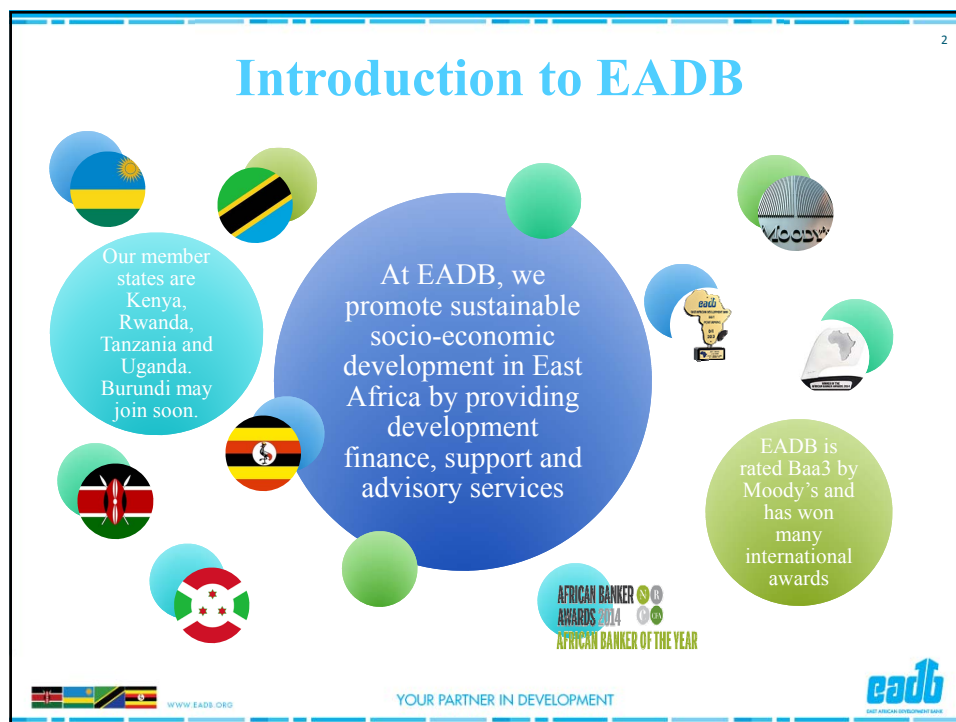 2
Introduction to EADB
Our member
states are
Kenya,
Rwanda,
Tanzania and
Uganda.
Burundi may
join soon.
At EADB, we
promote sustainable
socio-economic
development in East
Africa by providing
development
finance, support and
advisory services
MOODY'S
eadb
EADB is
rated Baa3 by
Moody’s and
has won
many
international
awards
AFRICAN BANKER
AWARDS 2014
AFRICAN BANKER OF THE YEAR
WWW.EADB.ORG
YOUR PARTNER IN DEVELOPMENT
eadb
EAST AFRICAN DEVELOPMENT BANK